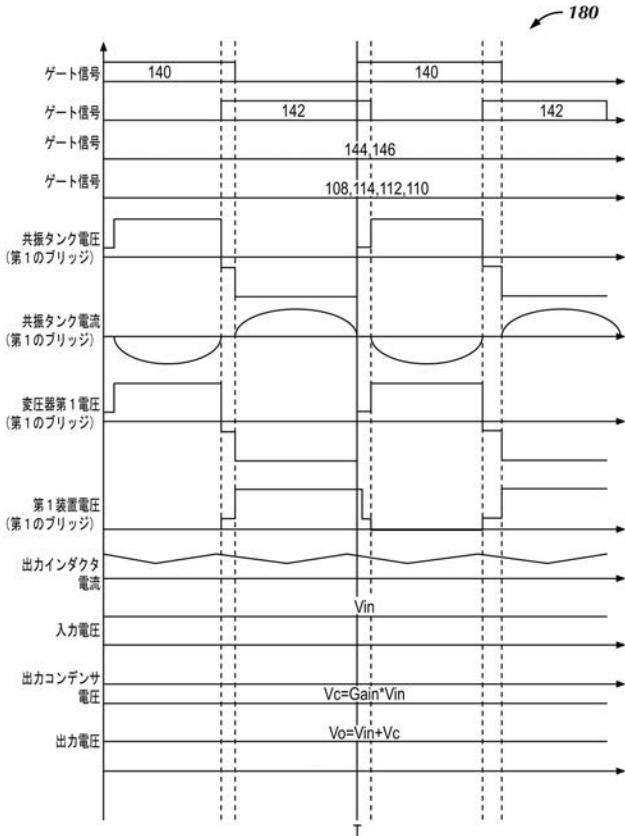 180
ゲート信号
140
140
ゲート信号
142
142
ゲート信号
144,146
ゲート信号
108,114,112,110
共振タンク電圧
(第1のブリッジ)
共振タンク電流
(第1のブリッジ)
変圧器第1電圧
(第1のブリッジ)
第1装置電圧
(第1のブリッジ)
出力インダクタ
電流
Vin
入力電圧
出力コンデンサ
電圧
Vc=Gain*Vin
出力電圧
Vo=Vin+Vc
T